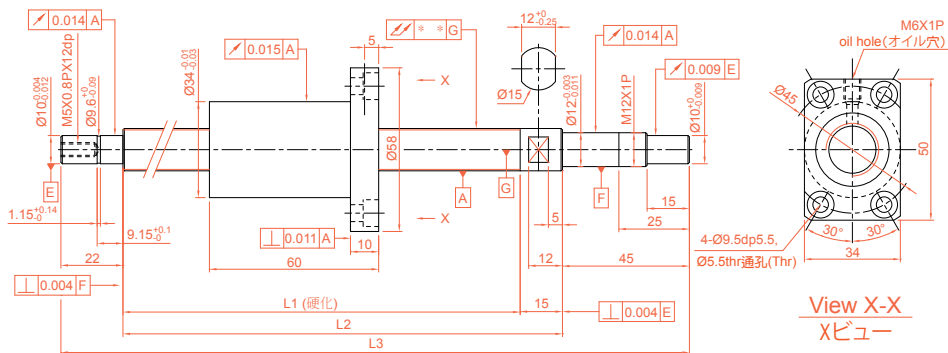 0.014 A
Ø10-0.004 -0.012
M5X0.8PX12dp
Ø9.6+0 -0.09
0.015 A
Ø34-0.01 -0.03
5
* * G
12+0 -0.25
0.014 A
0.009 E
Ø15
Ø12-0.003 -0.011
M12X1P
Ø10+0 -0.009
X
Ø58
X
E
A
G
F
1.15+0.14 -0
9.15+0.1 -0
0.011 A
10
5
15
25
22
60
12
45
0.004 F
L1 (硬化)
15
0.004 E
L2
L3
M6X1P
oil hole(オイル穴)
Ø45
50
4-Ø9.5dp5.5,
Ø5.5thr通孔(Thr)
30° 30°
34
View X-X
Xビュー